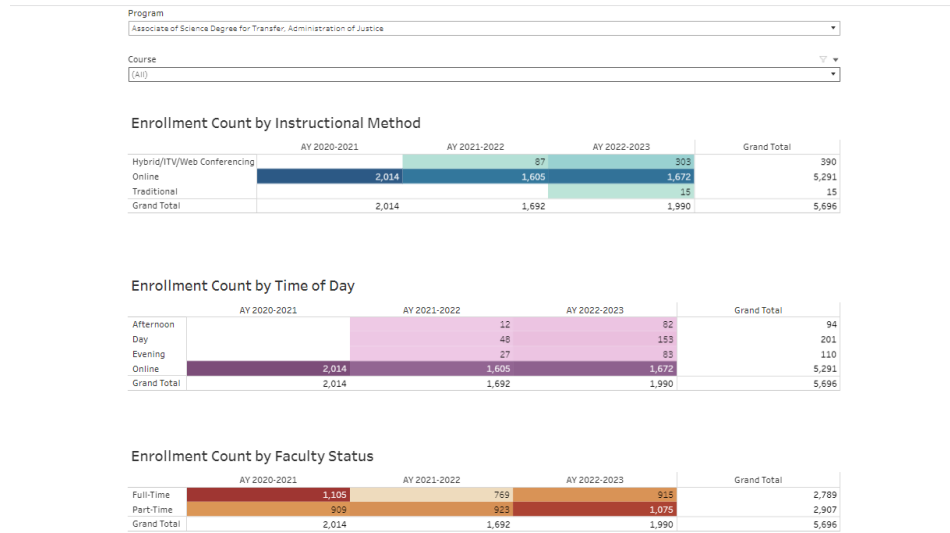 Program
Associate of Science Degree for Transfer, Administration of Justice
Course
(All)
Enrollment Count by Instructional Method
AY 2020-2021 AY 2021-2022 AY 2022-2023 Grand Total
Hybrid/ITV/Web Conferencing 87 303 390
Online 2,014 1,605 1,672 5,291
Traditional 15 15
Grand Total 2,014 1,692 1,990 5,696
Enrollment Count by Time of Day
AY 2020-2021 AY 2021-2022 AY 2022-2023 Grand Total
Afternoon 12 82 94
Day 48 153 201
Evening 27 83 110
Online 2,014 1,605 1,672 5,291
Grand Total 2,014 1,692 1,990 5,696
Enrollment Count by Faculty Status
AY 2020-2021 AY 2021-2022 AY 2022-2023 Grand Total
Full-Time 1,105 769 915 2,789
Part-Time 909 923 1,075 2,907
Grand Total 2,014 1,692 1,990 5,696